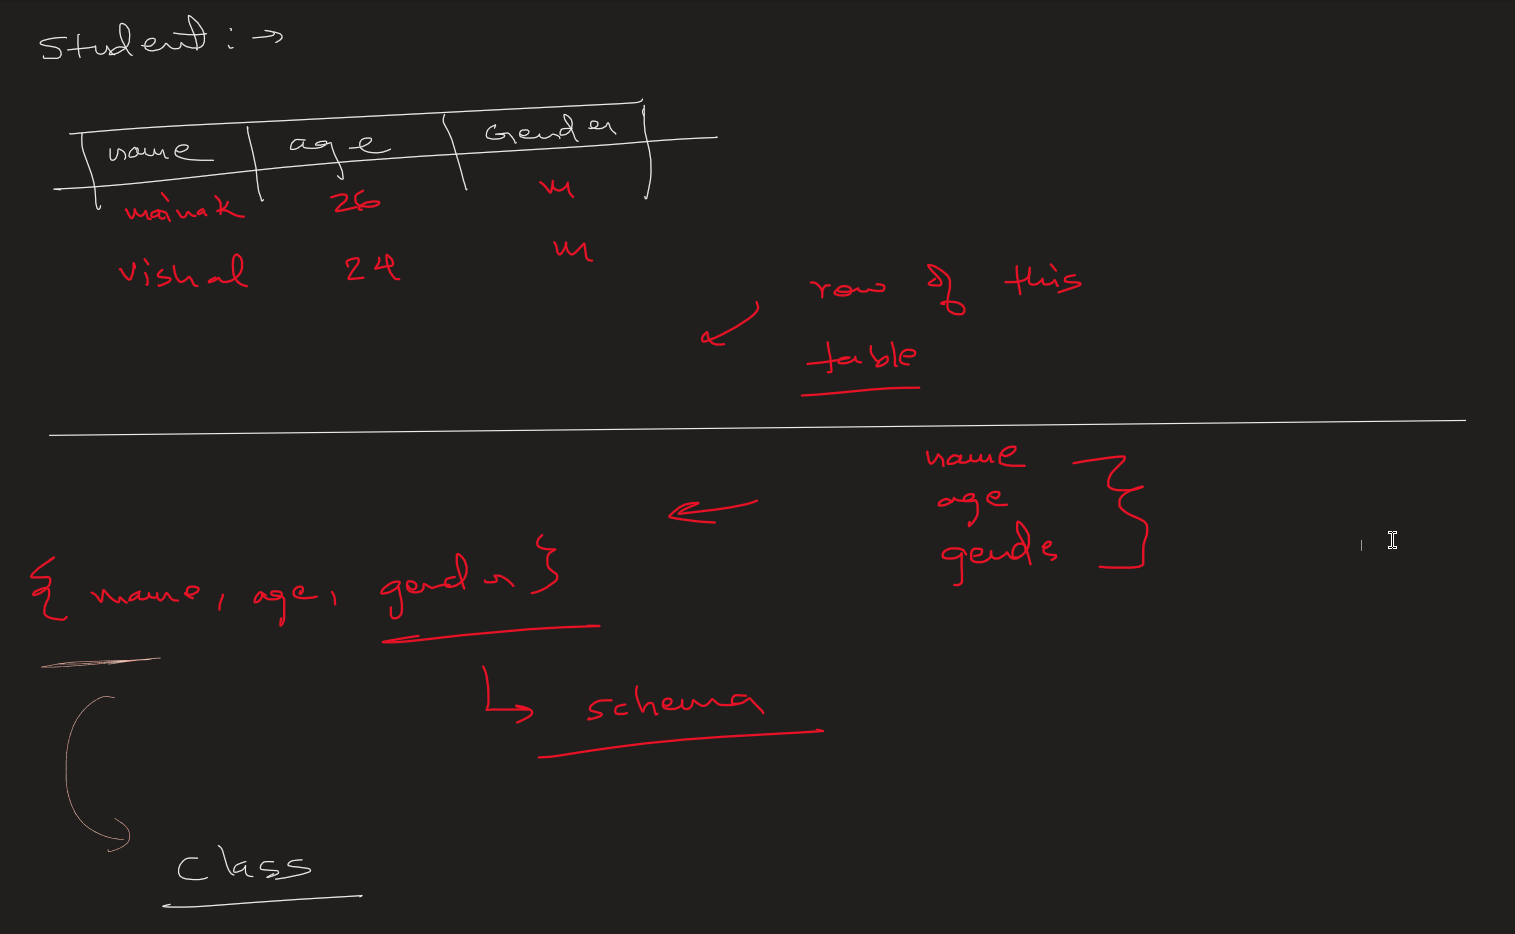 Student : →
name age Gender
mainak 26 M
vishal 24 M
row of this
table
name
age
gender
{ name, age, gender }
schema
class